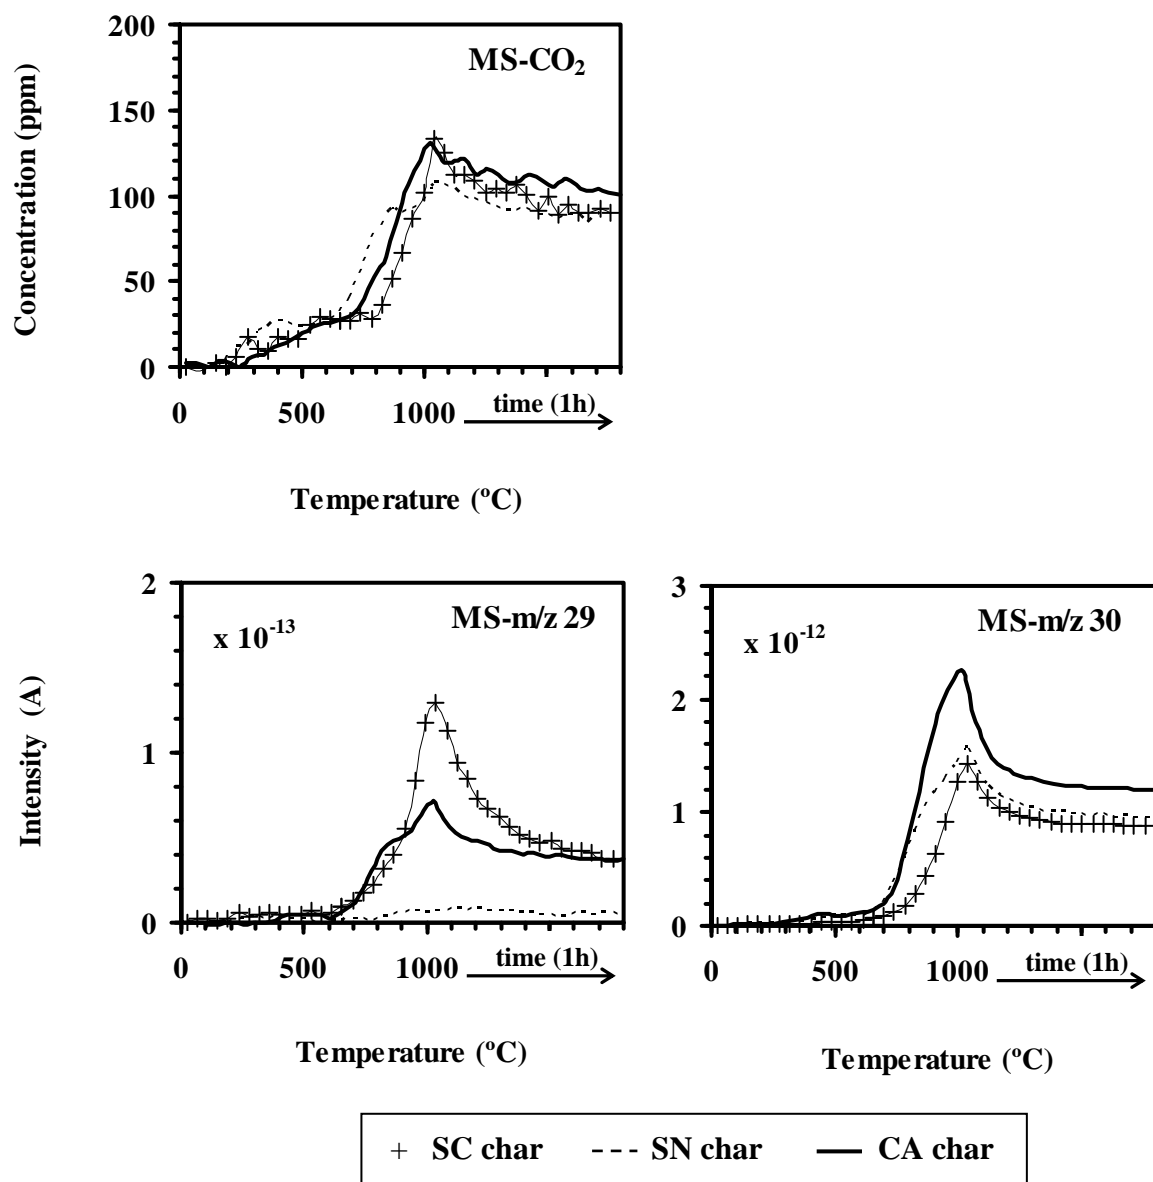 200
MS-CO₂
150
Concentration (ppm)
100
50
0
0 500 1000 time (1h)
Temperature (ºC)
2
MS-m/z 29
x 10⁻¹³
1
Intensity (A)
0
0 500 1000 time (1h)
Temperature (ºC)
3
MS-m/z 30
x 10⁻¹²
2
1
0
0 500 1000 time (1h)
Temperature (ºC)
SC char SN char CA char